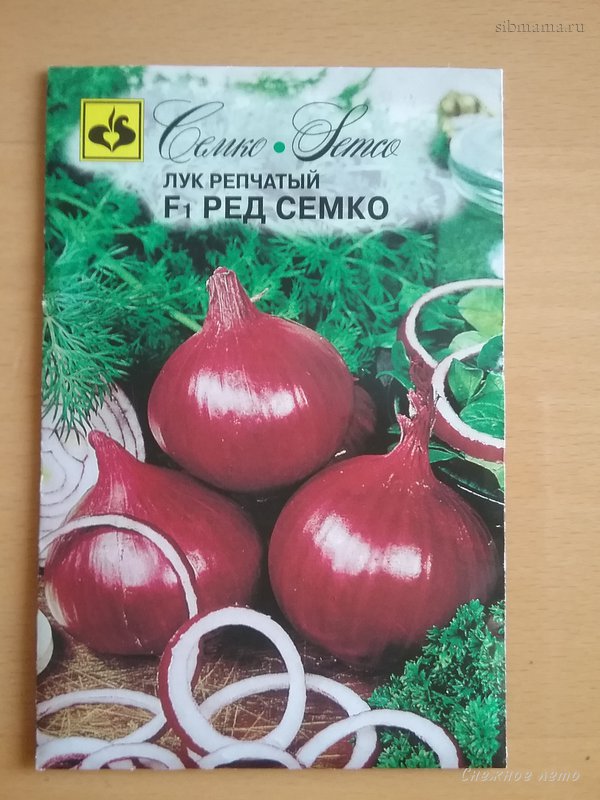 sibmama.ru
Семко • Semco
ЛУК РЕПЧАТЫЙ
F1 РЕД СЕМКО
Снежное лето